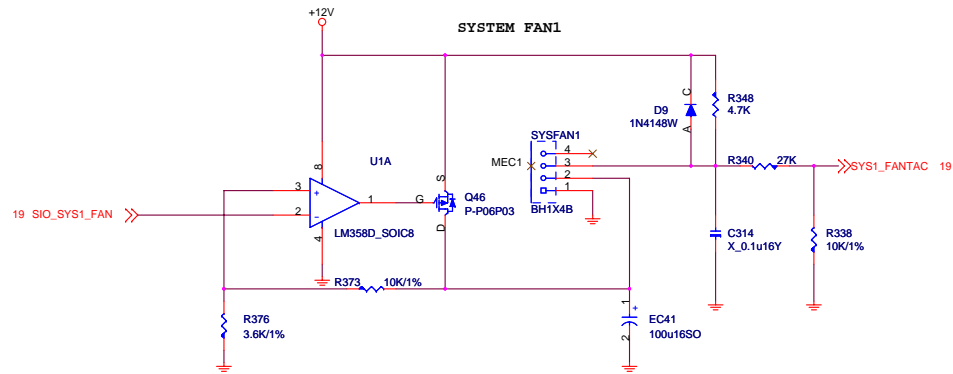 +12V
SYSTEM FAN1
C
R348
4.7K
D9
1N4148W
A
SYSFAN1
MEC1
4
3
2
1
BH1X4B
R340 27K
SYS1_FANTAC 19
U1A
8
S
3
+
1
G
Q46
P-P06P03
19 SIO_SYS1_FAN
2
-
4
LM358D_SOIC8
D
C314
X_0.1u16Y
R338
10K/1%
R373 10K/1%
R376
3.6K/1%
1
+
EC41
100u16SO
2